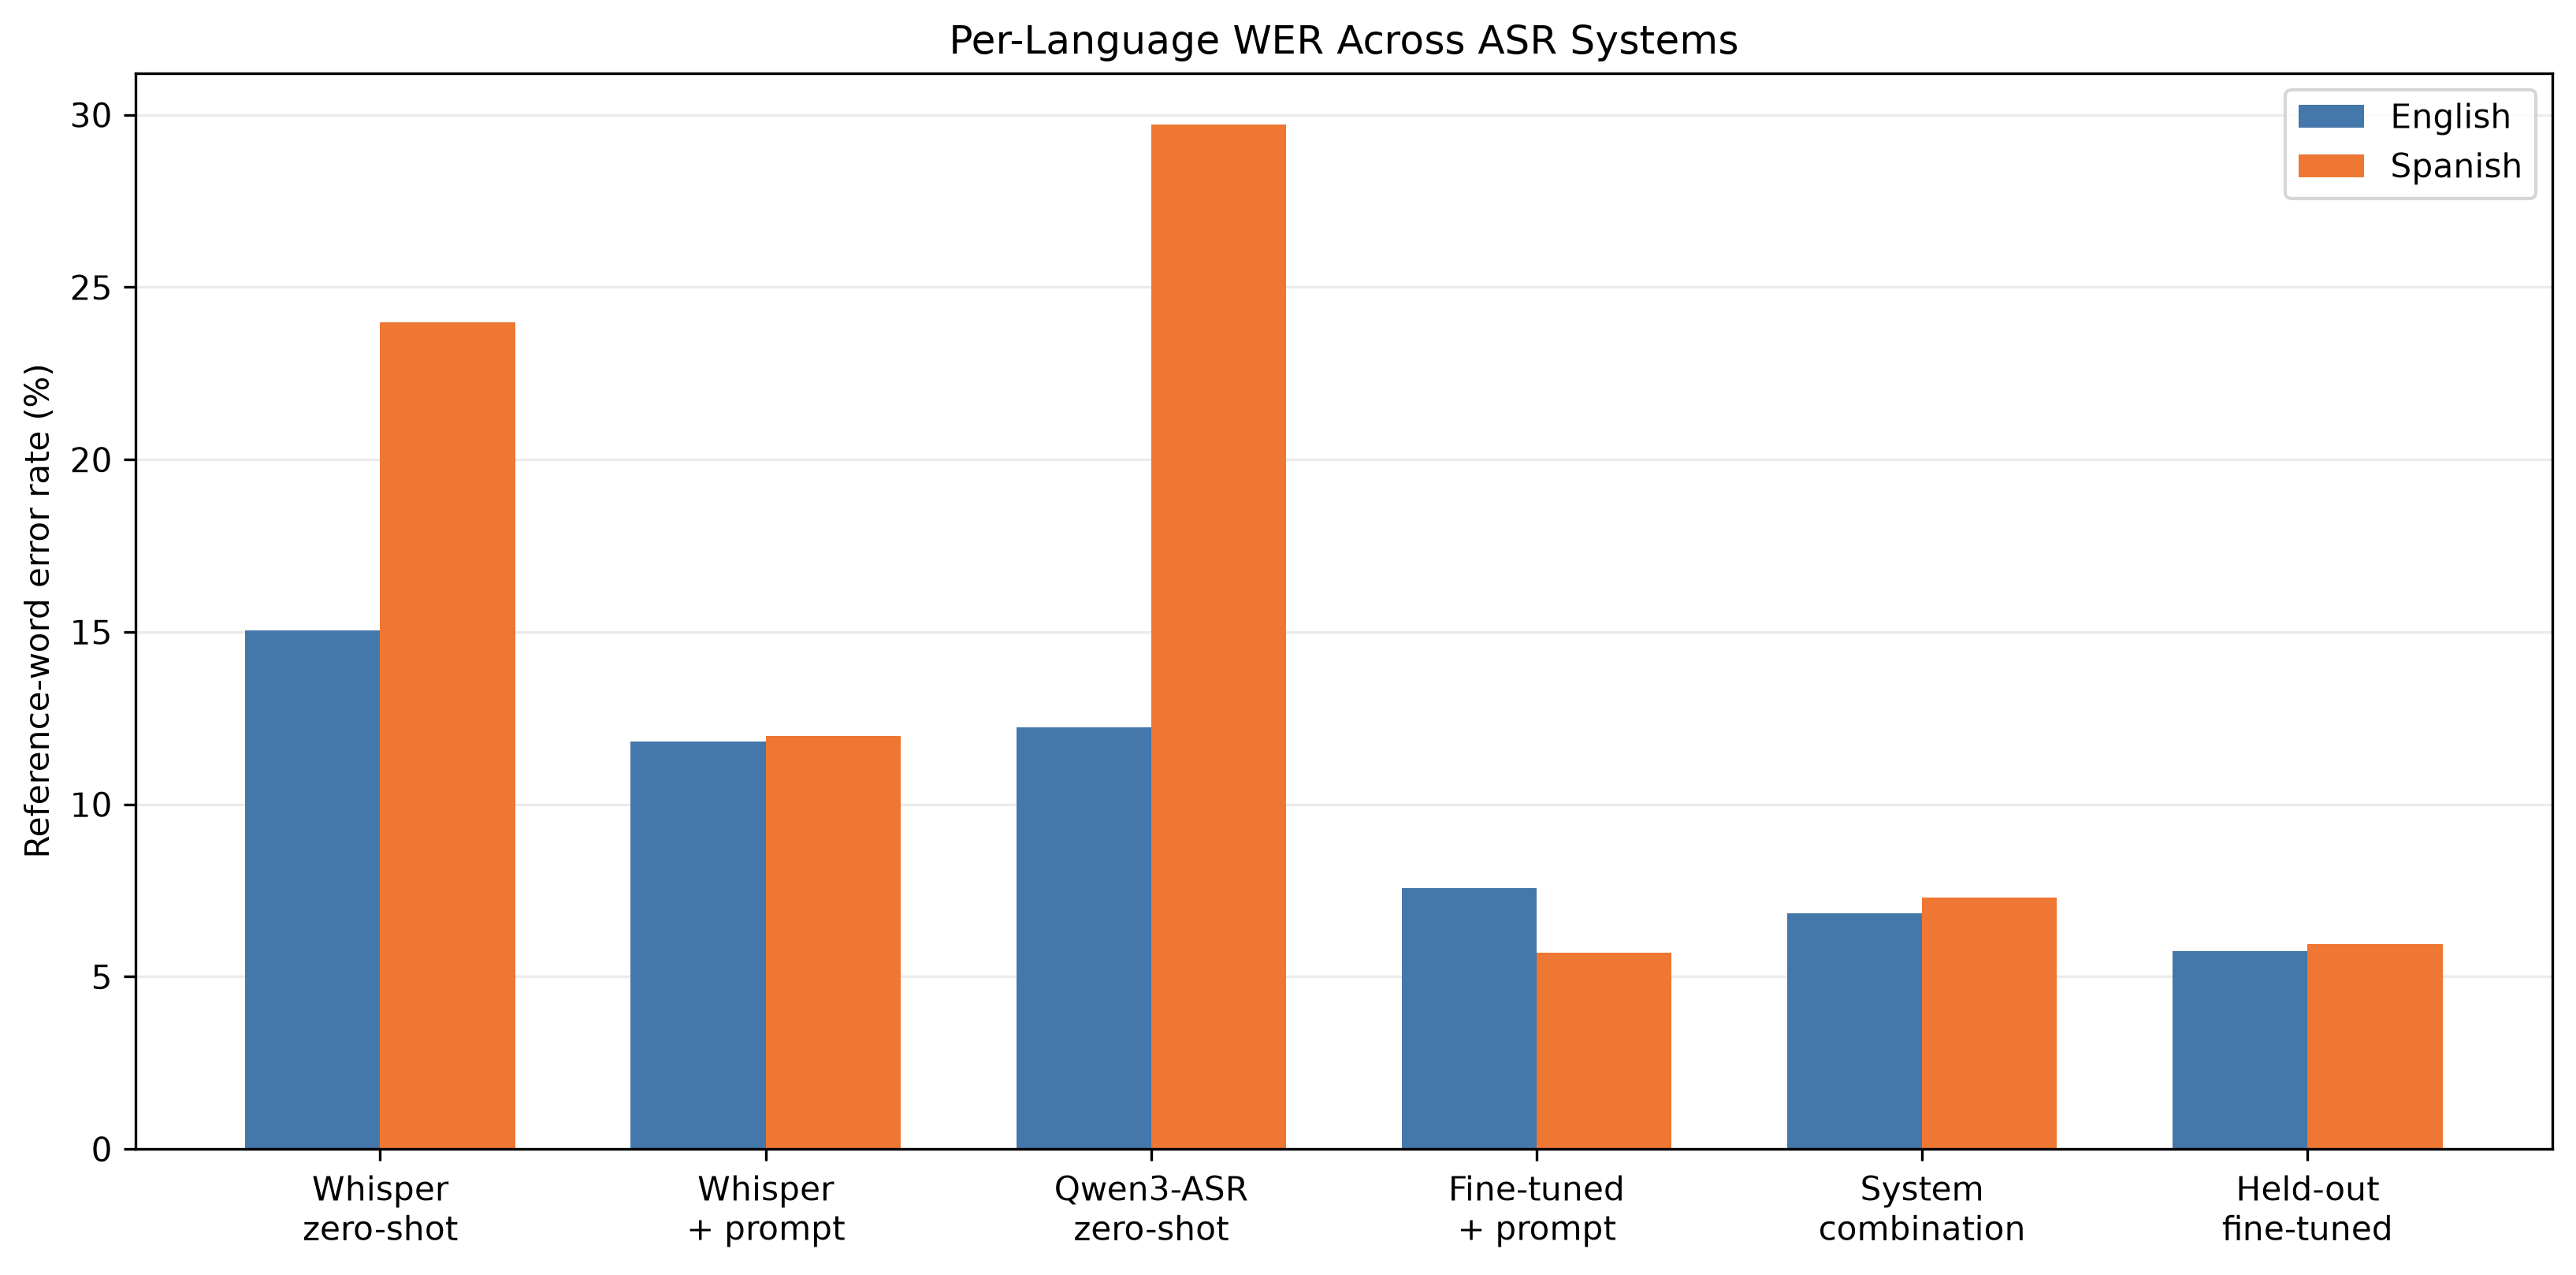 Per-Language WER Across ASR Systems
Reference-word error rate (%)
30
25
20
15
10
5
0
English
Spanish
Whisper
zero-shot
Whisper
+ prompt
Qwen3-ASR
zero-shot
Fine-tuned
+ prompt
System
combination
Held-out
fine-tuned